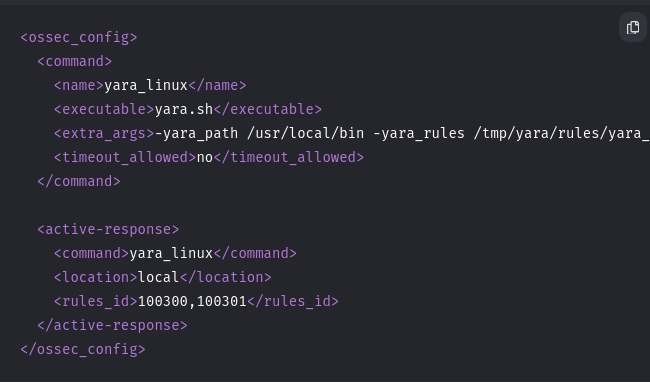 <ossec_config>
  <command>
    <name>yara_linux</name>
    <executable>yara.sh</executable>
    <extra_args>-yara_path /usr/local/bin -yara_rules /tmp/yara/rules/yara_
    <timeout_allowed>no</timeout_allowed>
  </command>

  <active-response>
    <command>yara_linux</command>
    <location>local</location>
    <rules_id>100300,100301</rules_id>
  </active-response>
</ossec_config>